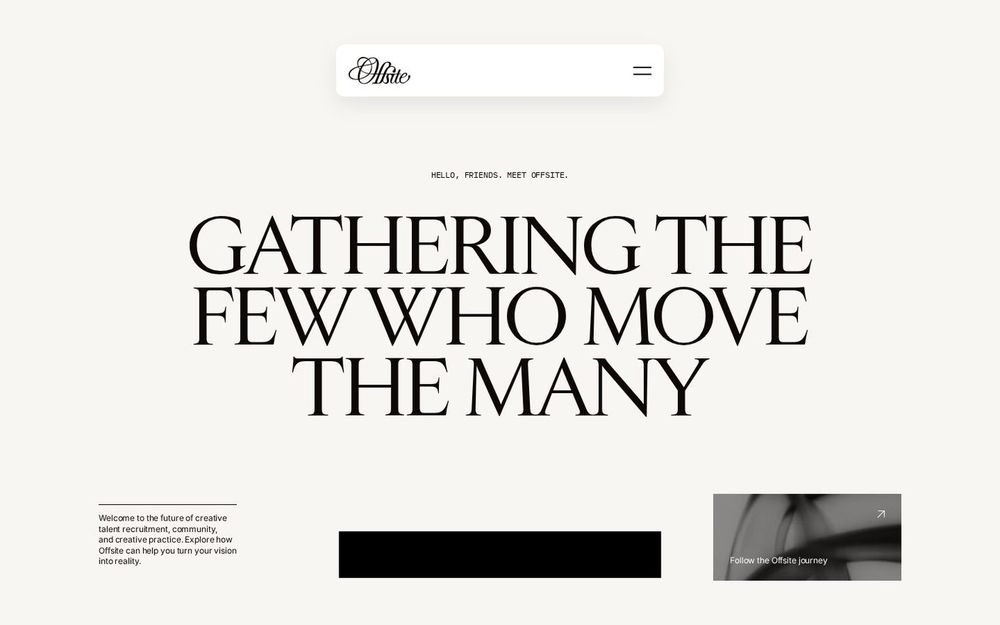 Offsite
HELLO, FRIENDS. MEET OFFSITE.
GATHERING THE
FEW WHO MOVE
THE MANY
Welcome to the future of creative
talent recruitment, community,
and creative practice. Explore how
Offsite can help you turn your vision
into reality.
Follow the Offsite journey